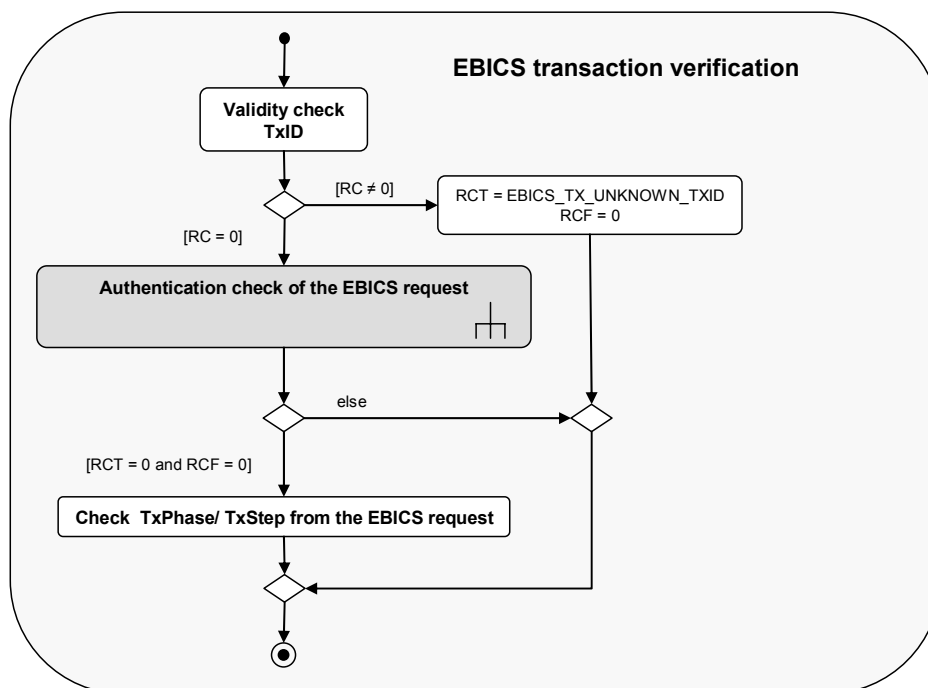 EBICS transaction verification
Validity check
TxID
[RC ≠ 0]
RCT = EBICS_TX_UNKNOWN_TXID
RCF = 0
[RC = 0]
Authentication check of the EBICS request
else
[RCT = 0 and RCF = 0]
Check TxPhase/ TxStep from the EBICS request